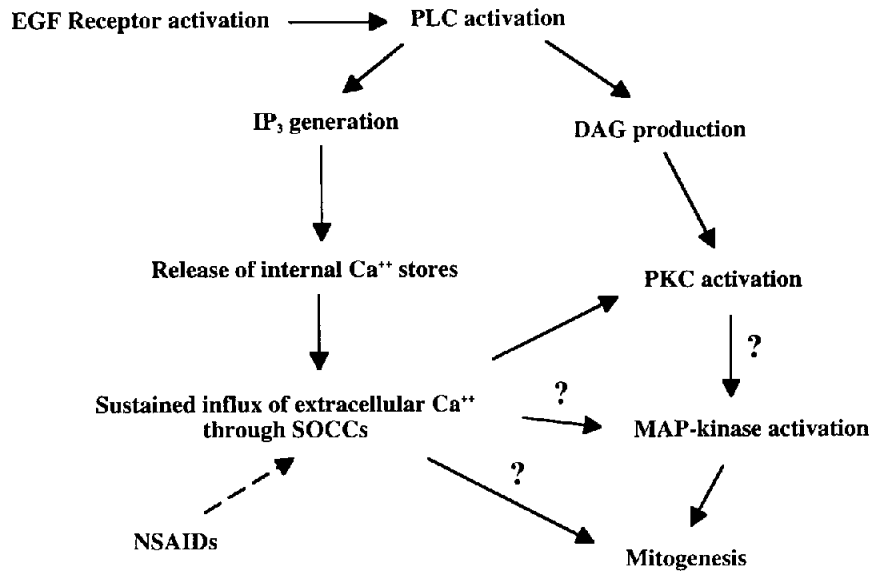 EGF Receptor activation
PLC activation
IP₃ generation
DAG production
Release of internal Ca⁺⁺ stores
PKC activation
?
Sustained influx of extracellular Ca⁺⁺
through SOCCs
?
MAP-kinase activation
?
NSAIDs
Mitogenesis